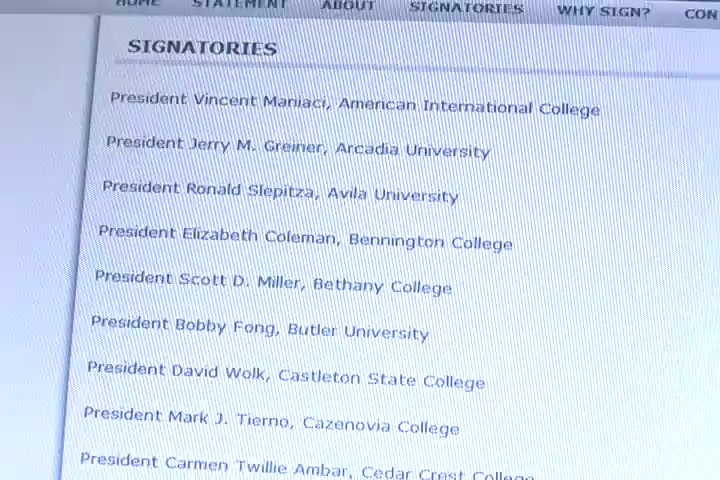 HOME STATEMENT ABOUT SIGNATORIES WHY SIGN? CON
SIGNATORIES
President Vincent Maniaci, American International College
President Jerry M. Greiner, Arcadia University
President Ronald Slepitza, Avila University
President Elizabeth Coleman, Bennington College
President Scott D. Miller, Bethany College
President Bobby Fong, Butler University
President David Wolk, Castleton State College
President Mark J. Tierno, Cazenovia College
President Carmen Twillie Ambar, Cedar Crest College